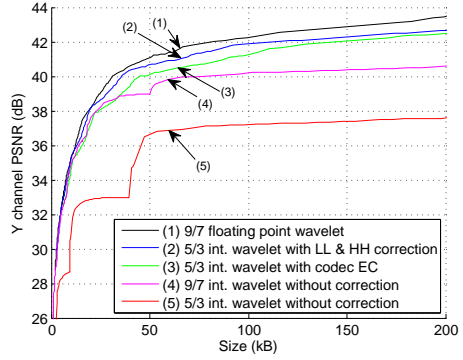 44
42
40
38
36
34
32
30
28
26
Y channel PSNR (dB)
(1)
(2)
(3)
(4)
(5)
(1) 9/7 floating point wavelet
(2) 5/3 int. wavelet with LL & HH correction
(3) 5/3 int. wavelet with codec EC
(4) 9/7 int. wavelet without correction
(5) 5/3 int. wavelet without correction
0 50 100 150 200
Size (kB)